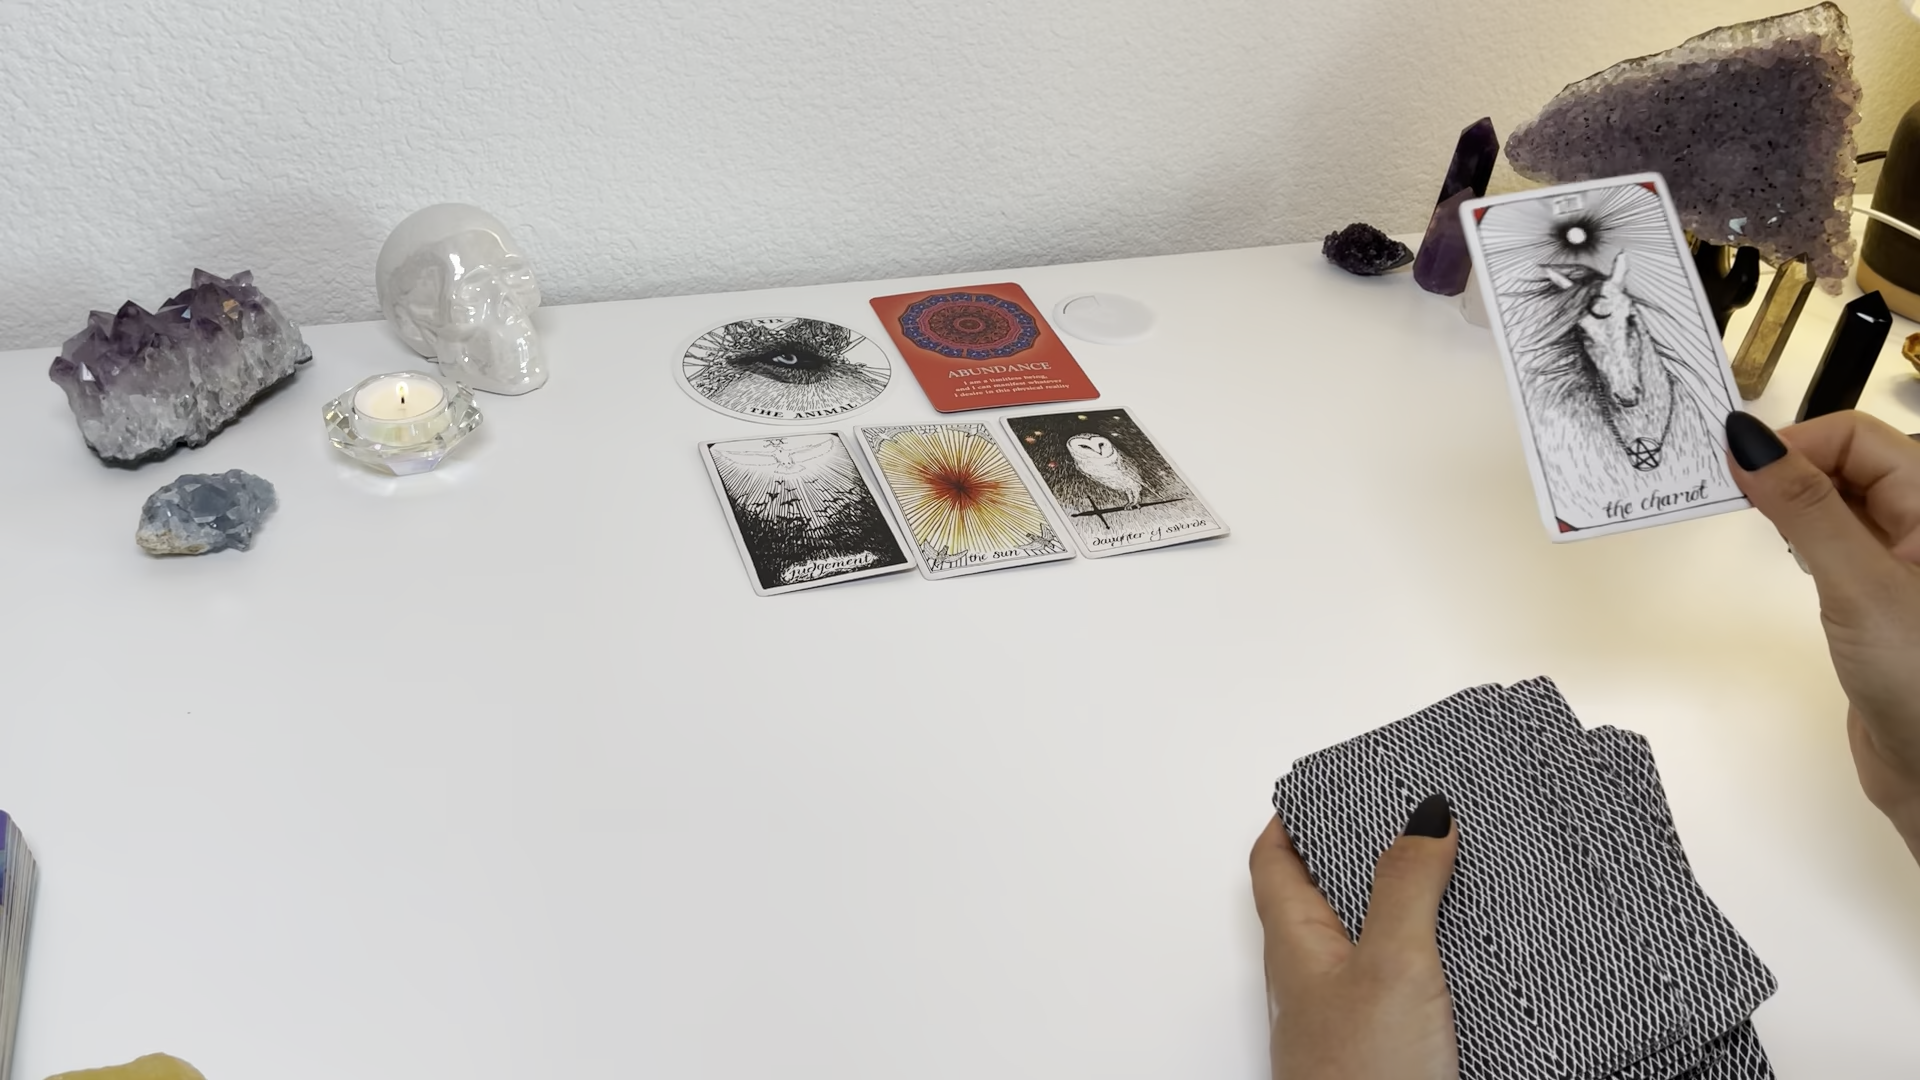 XIX
THE ANIMAL
ABUNDANCE
I am a limitless being,
and I can manifest whatever
I desire in this physical reality
XX
judgement
the sun
daughter of swords
the chariot